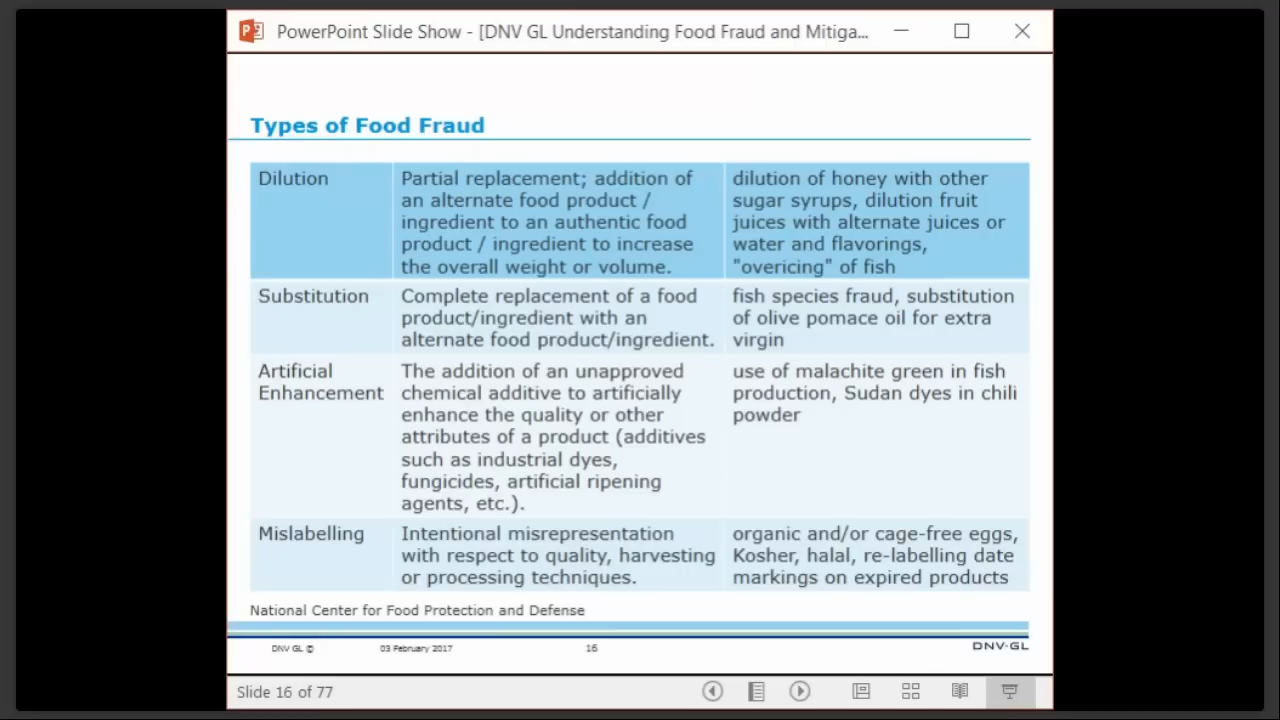 PowerPoint Slide Show - [DNV GL Understanding Food Fraud and Mitiga...
Types of Food Fraud
Dilution
Partial replacement; addition of
an alternate food product /
ingredient to an authentic food
product / ingredient to increase
the overall weight or volume.
dilution of honey with other
sugar syrups, dilution fruit
juices with alternate juices or
water and flavorings,
"overicing" of fish
Substitution
Complete replacement of a food
product/ingredient with an
alternate food product/ingredient.
fish species fraud, substitution
of olive pomace oil for extra
virgin
Artificial
Enhancement
The addition of an unapproved
chemical additive to artificially
enhance the quality or other
attributes of a product (additives
such as industrial dyes,
fungicides, artificial ripening
agents, etc.).
use of malachite green in fish
production, Sudan dyes in chili
powder
Mislabelling
Intentional misrepresentation
with respect to quality, harvesting
or processing techniques.
organic and/or cage-free eggs,
Kosher, halal, re-labelling date
markings on expired products
National Center for Food Protection and Defense
DNV GL © 03 February 2017 16 DNV·GL
Slide 16 of 77